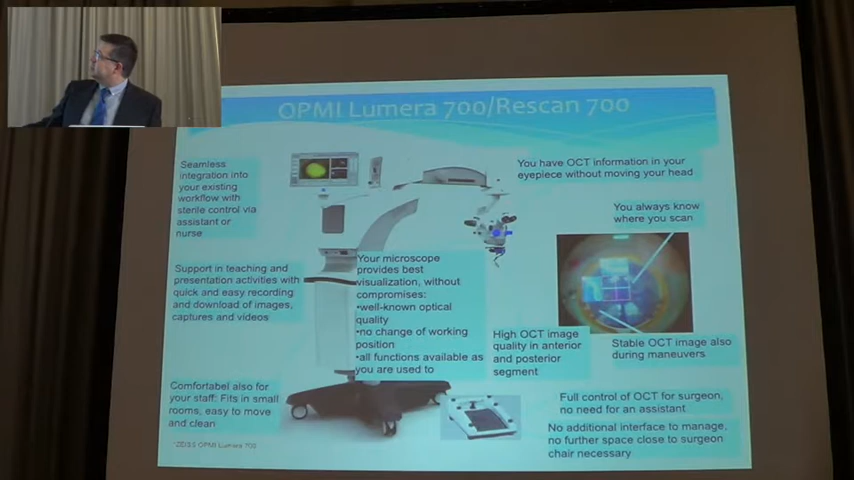 OPMI Lumera 700/Rescan 700
Seamless
integration into
your existing
workflow with
sterile control via
assistant or
nurse
Support in teaching and
presentation activities with
quick and easy recording
and download of images,
captures and videos
Comfortabel also for
your staff: Fits in small
rooms, easy to move
and clean
*ZEISS OPMI Lumera 700
Your microscope
provides best
visualization, without
compromises:
•well-known optical
quality
•no change of working
position
•all functions available as
you are used to
You have OCT information in your
eyepiece without moving your head
You always know
where you scan
High OCT image
quality in anterior
and posterior
segment
Stable OCT image also
during maneuvers
Full control of OCT for surgeon,
no need for an assistant
No additional interface to manage,
no further space close to surgeon
chair necessary